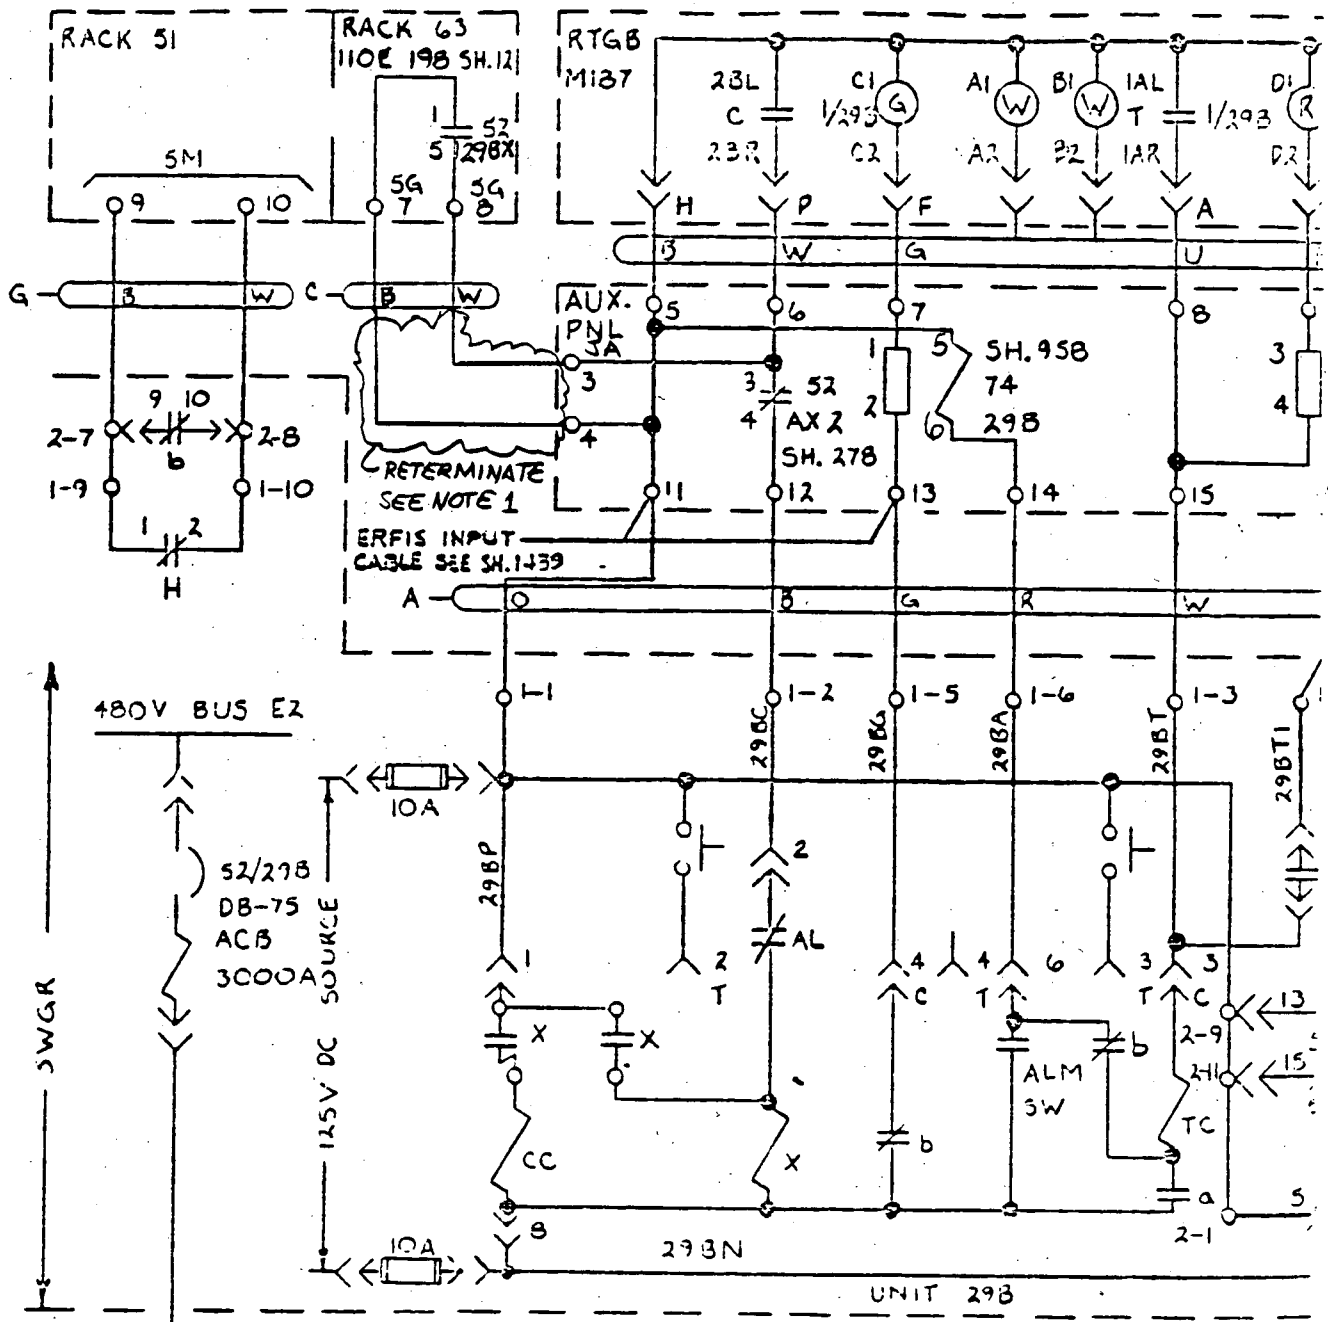 RACK 51
RACK 63
110E 198 SH.12
RTGB
M187
23L
C
23R
C1
1/29B
G
C2
A1
W
A2
B1
W
B2
1AL
T
1AR
1/29B
D1
R
D2
1
5
52
29BX
5M
9
10
5G
7
5G
8
H
P
F
A
B
W
G
U
G
B
W
C
B
W
AUX.
PNL
JA
5
6
7
8
3
4
3
4
52
AX 2
SH. 278
1
2
5
6
SH. 958
74
29B
3
4
9 10
2-7
2-8
b
1-9
1-10
1 2
H
RETERMINATE
SEE NOTE 1
11
12
13
14
15
ERFIS INPUT
CABLE SEE SH.1439
A
O
B
G
R
W
480V BUS E2
1-1
1-2
1-5
1-6
1-3
29BC
29BG
29BA
29BT
29BT1
10A
29BP
52/29B
DB-75
ACB
3000A
SWGR
125V DC SOURCE
2
AL
1
2
T
4
C
4
T
6
3
T
3
C
X
X
ALM
SW
b
2-9
13
2-11
15
TC
CC
X
b
a
5
2-1
8
10A
29BN
UNIT 29B